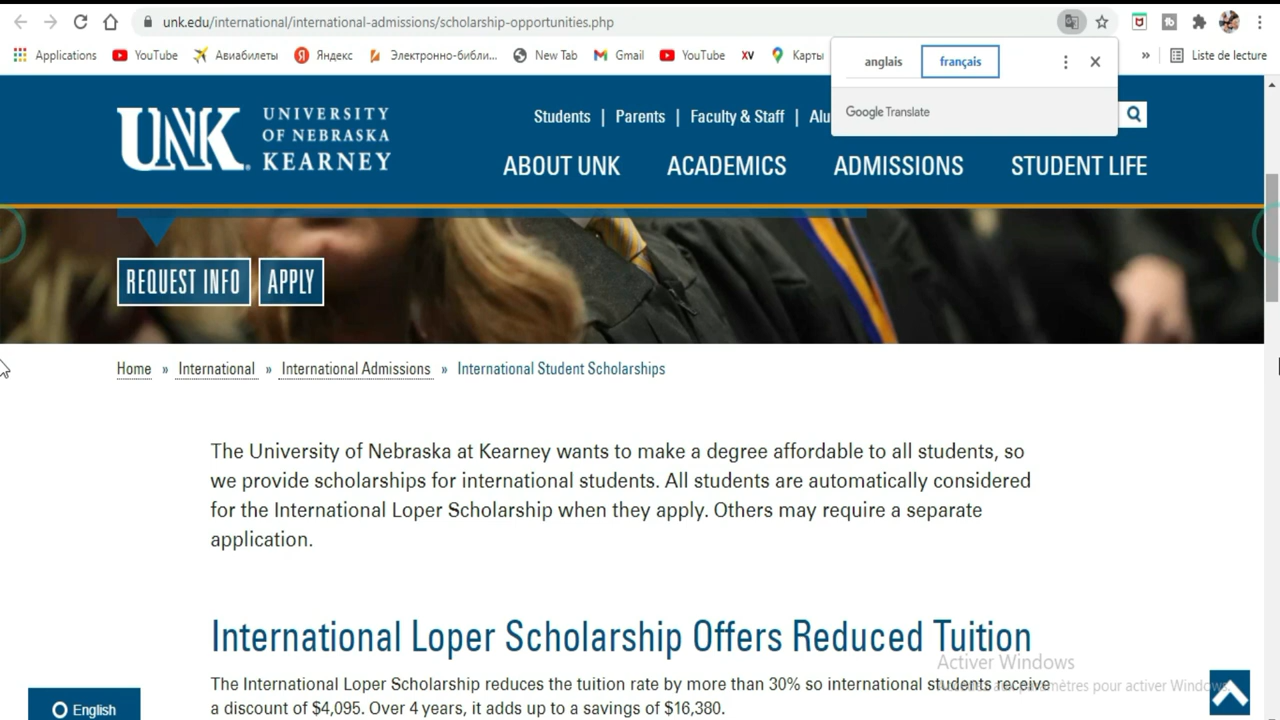 unk.edu/international/international-admissions/scholarship-opportunities.php
Applications YouTube Авиабилеты Яндекс Электронно-библи... New Tab Gmail YouTube XV Карты » Liste de lecture
anglais français
Google Translate
UNK UNIVERSITY
OF NEBRASKA
KEARNEY
Students | Parents | Faculty & Staff |
ABOUT UNK ACADEMICS ADMISSIONS STUDENT LIFE
REQUEST INFO APPLY
Home » International » International Admissions » International Student Scholarships
The University of Nebraska at Kearney wants to make a degree affordable to all students, so
we provide scholarships for international students. All students are automatically considered
for the International Loper Scholarship when they apply. Others may require a separate
application.
International Loper Scholarship Offers Reduced Tuition
Activer Windows
The International Loper Scholarship reduces the tuition rate by more than 30% so international students receive
paramètres pour activer Windows.
a discount of $4,095. Over 4 years, it adds up to a savings of $16,380.
English